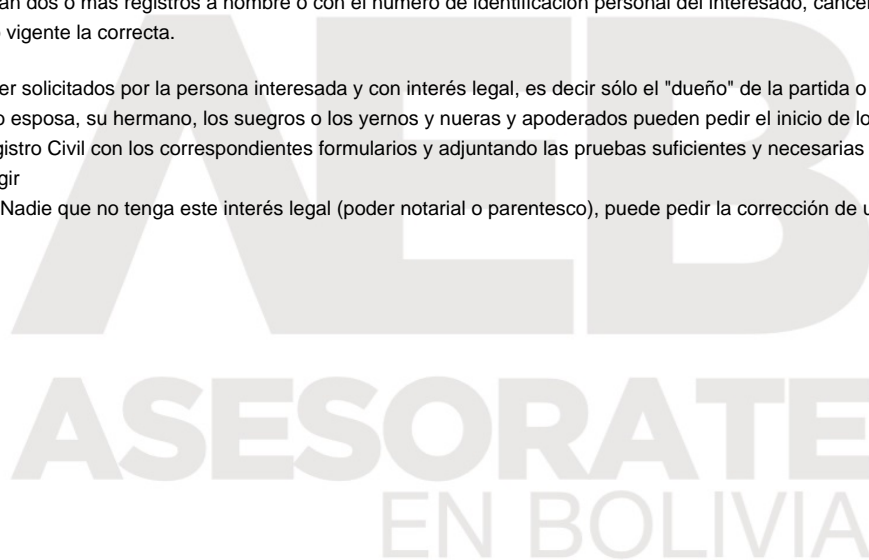 an dos o más registros a nombre o con el número de identificación personal del interesado, cancel
vigente la correcta.
er solicitados por la persona interesada y con interés legal, es decir sólo el "dueño" de la partida o
o esposa, su hermano, los suegros o los yernos y nueras y apoderados pueden pedir el inicio de lo
gistro Civil con los correspondientes formularios y adjuntando las pruebas suficientes y necesarias
gir
Nadie que no tenga este interés legal (poder notarial o parentesco), puede pedir la corrección de u
AEB
ASESORATE
EN BOLIVIA